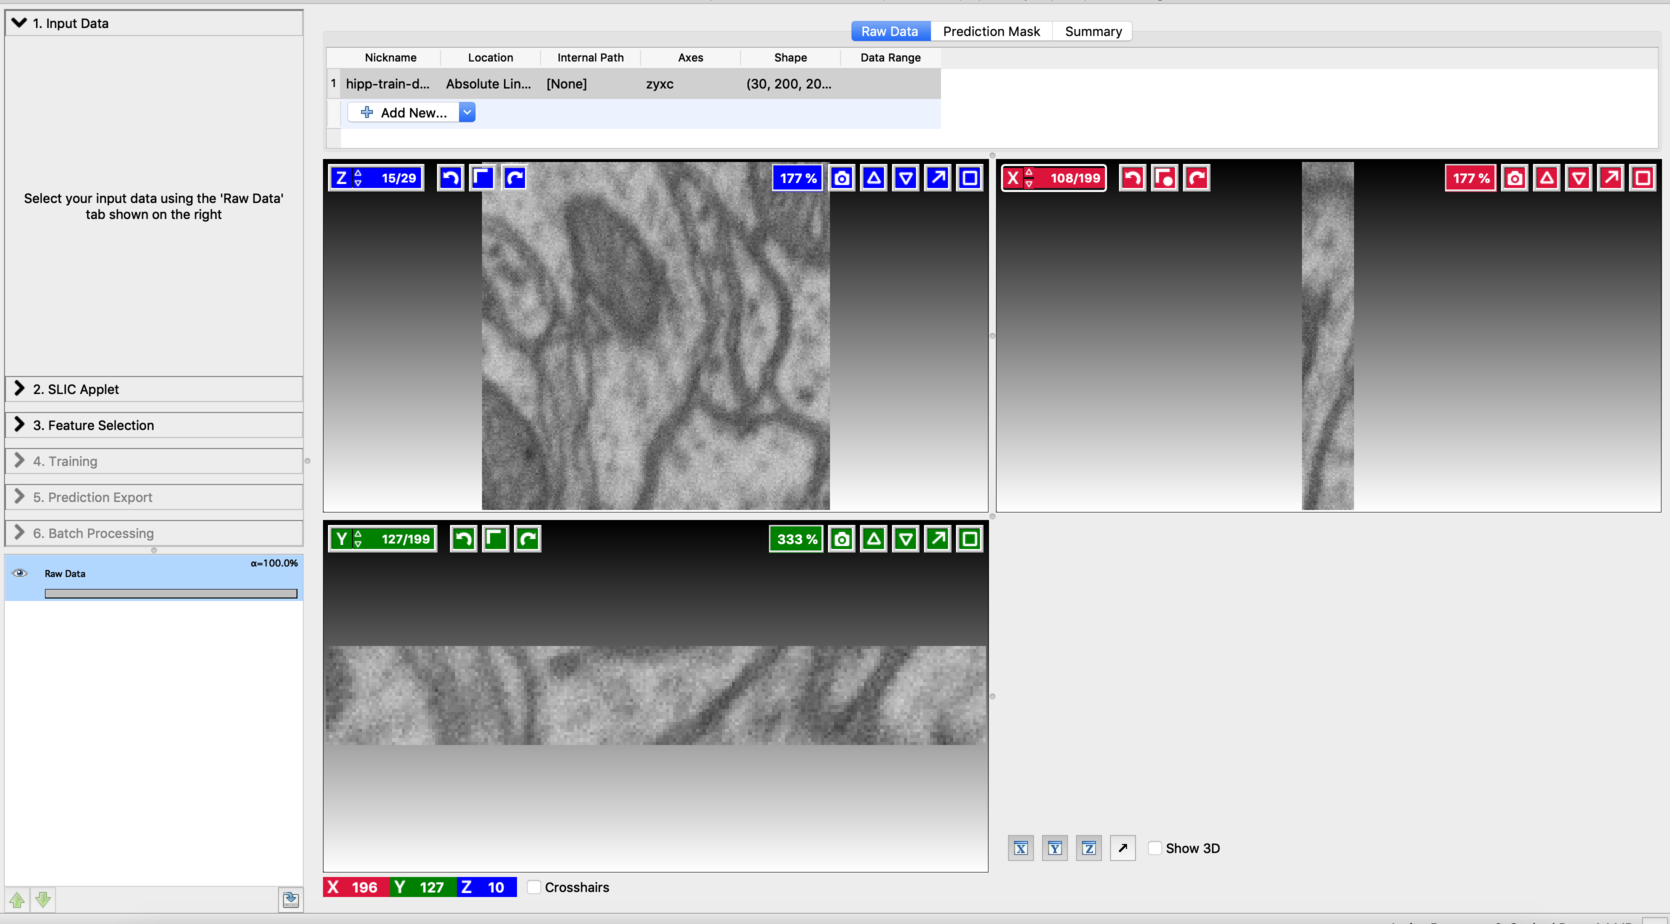 1. Input Data
Select your input data using the 'Raw Data'
tab shown on the right
2. SLIC Applet
3. Feature Selection
4. Training
5. Prediction Export
6. Batch Processing
α=100.0%
Raw Data
Raw Data Prediction Mask Summary
Nickname Location Internal Path Axes Shape Data Range
1 hipp-train-d... Absolute Lin... [None] zyxc (30, 200, 20...
Add New...
Z 15/29 177 %
X 108/199 177 %
Y 127/199 333 %
X Y Z Show 3D
X 196 Y 127 Z 10 Crosshairs